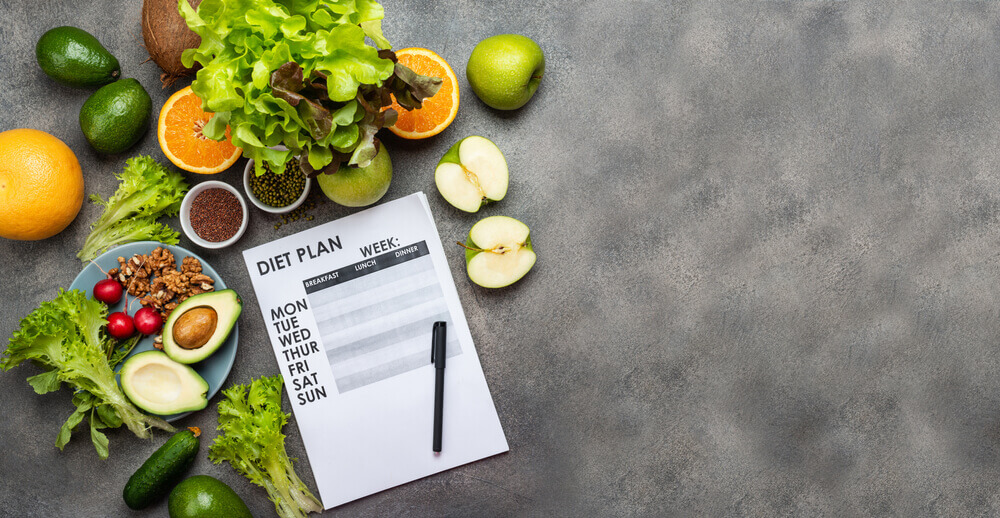 DIET PLAN WEEK:
BREAKFAST LUNCH DINNER
MON
TUE
WED
THUR
FRI
SAT
SUN